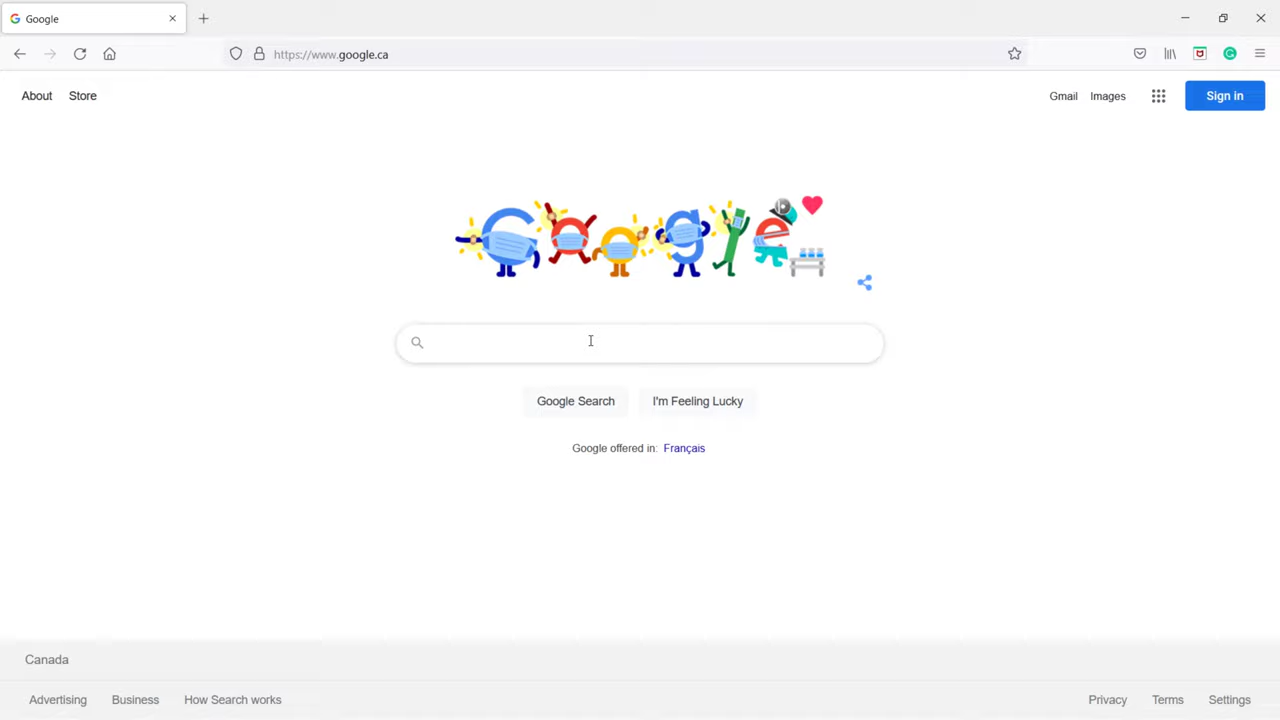 Google
https://www.google.ca
About Store
Gmail Images Sign in
Google
Google Search I'm Feeling Lucky
Google offered in: Français
Canada
Advertising Business How Search works
Privacy Terms Settings